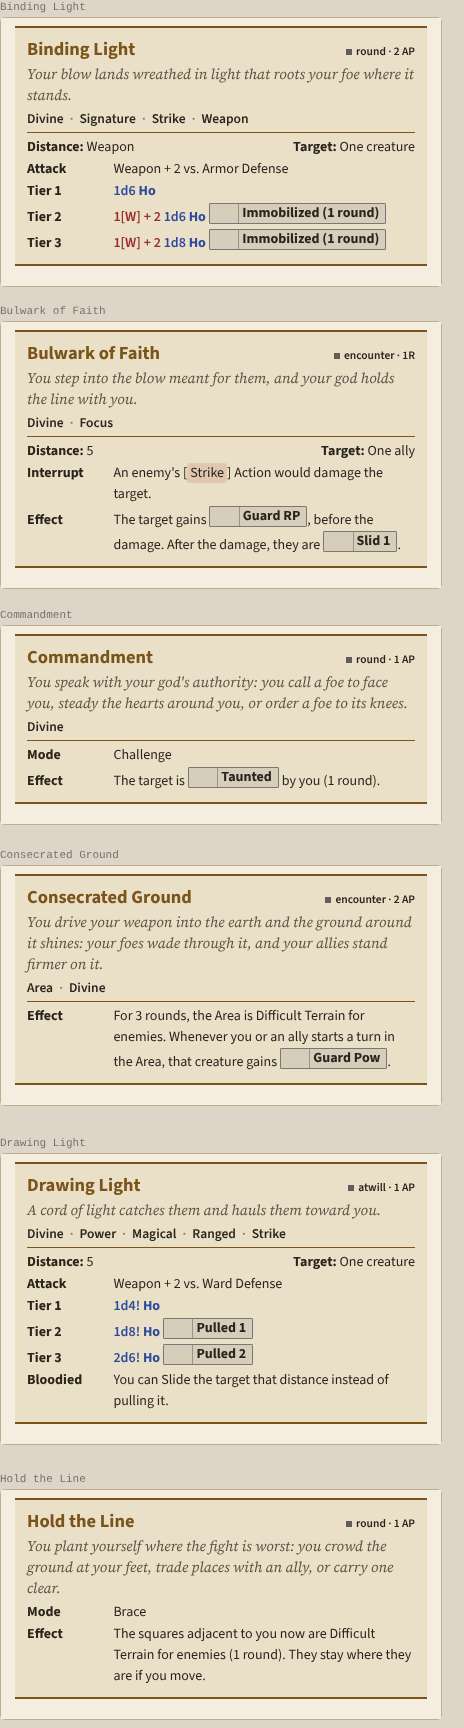 Binding Light
Binding Light ■ round · 2 AP
Your blow lands wreathed in light that roots your foe where it
stands.
Divine · Signature · Strike · Weapon
Distance: Weapon Target: One creature
Attack Weapon + 2 vs. Armor Defense
Tier 1 1d6 Ho
Tier 2 1[W] + 2 1d6 Ho Immobilized (1 round)
Tier 3 1[W] + 2 1d8 Ho Immobilized (1 round)
Bulwark of Faith
Bulwark of Faith ■ encounter · 1R
You step into the blow meant for them, and your god holds
the line with you.
Divine · Focus
Distance: 5 Target: One ally
Interrupt An enemy's [ Strike ] Action would damage the
target.
Effect The target gains Guard RP , before the
damage. After the damage, they are Slid 1 .
Commandment
Commandment ■ round · 1 AP
You speak with your god's authority: you call a foe to face
you, steady the hearts around you, or order a foe to its knees.
Divine
Mode Challenge
Effect The target is Taunted by you (1 round).
Consecrated Ground
Consecrated Ground ■ encounter · 2 AP
You drive your weapon into the earth and the ground around
it shines: your foes wade through it, and your allies stand
firmer on it.
Area · Divine
Effect For 3 rounds, the Area is Difficult Terrain for
enemies. Whenever you or an ally starts a turn in
the Area, that creature gains Guard Pow .
Drawing Light
Drawing Light ■ atwill · 1 AP
A cord of light catches them and hauls them toward you.
Divine · Power · Magical · Ranged · Strike
Distance: 5 Target: One creature
Attack Weapon + 2 vs. Ward Defense
Tier 1 1d4! Ho
Tier 2 1d8! Ho Pulled 1
Tier 3 2d6! Ho Pulled 2
Bloodied You can Slide the target that distance instead of
pulling it.
Hold the Line
Hold the Line ■ round · 1 AP
You plant yourself where the fight is worst: you crowd the
ground at your feet, trade places with an ally, or carry one
clear.
Mode Brace
Effect The squares adjacent to you now are Difficult
Terrain for enemies (1 round). They stay where they
are if you move.